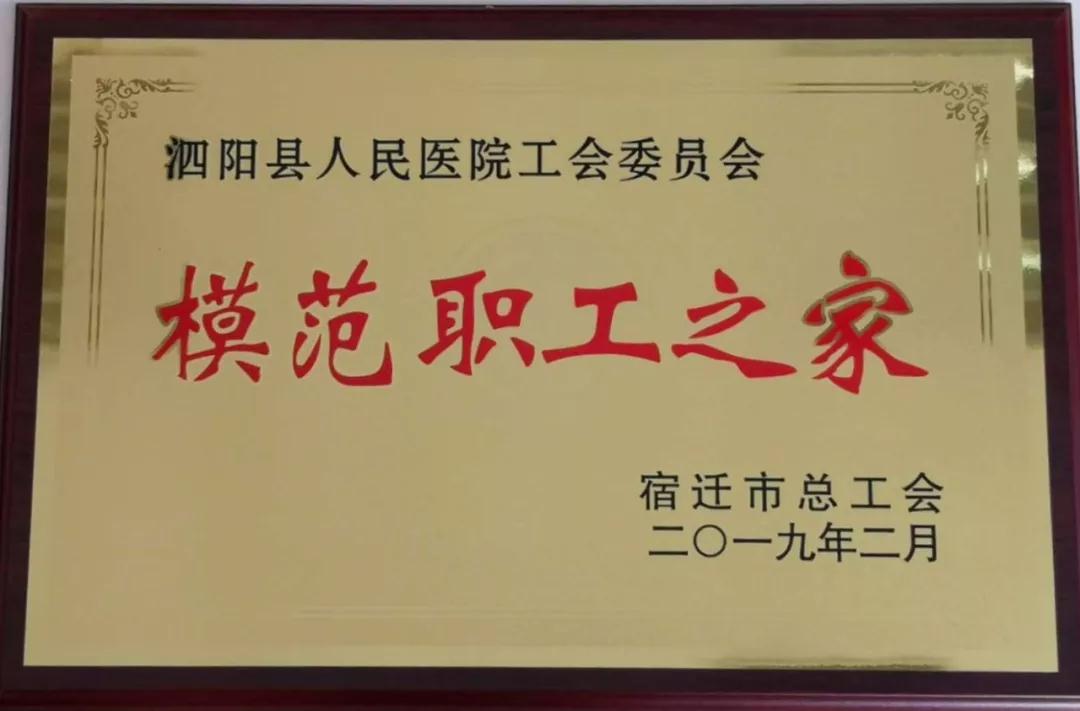 泗阳县人民医院工会委员会
模范职工之家
宿迁市总工会
二〇一九年二月